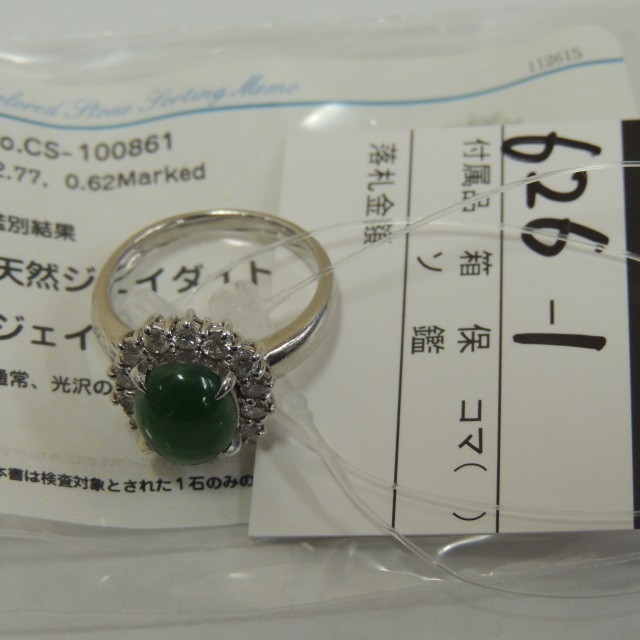 olored Stone Sorting Memo
112615
o.CS-100861
2.77, 0.62Marked
鑑別結果
天然ジェイダイト
ジェイ
通常、光沢の
本書は検査対象とされた1石のみの
626-1
付属品 箱 保 コマ( )
ソ 鑑
落札金額